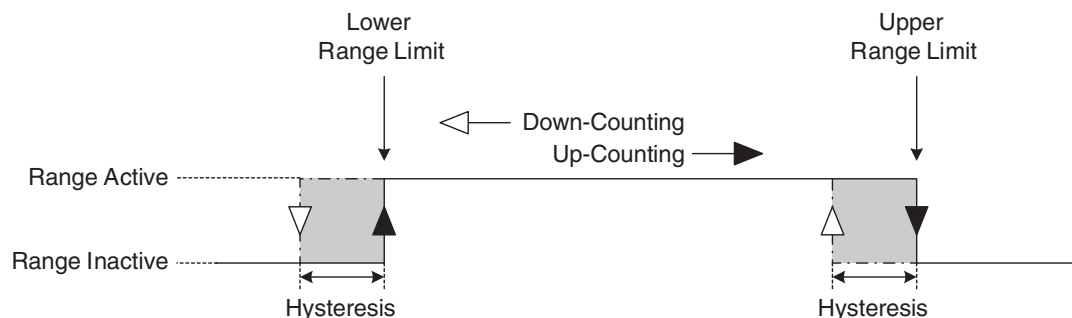 Lower
Range Limit
Upper
Range Limit
Down-Counting
Up-Counting
Range Active
Range Inactive
Hysteresis
Hysteresis